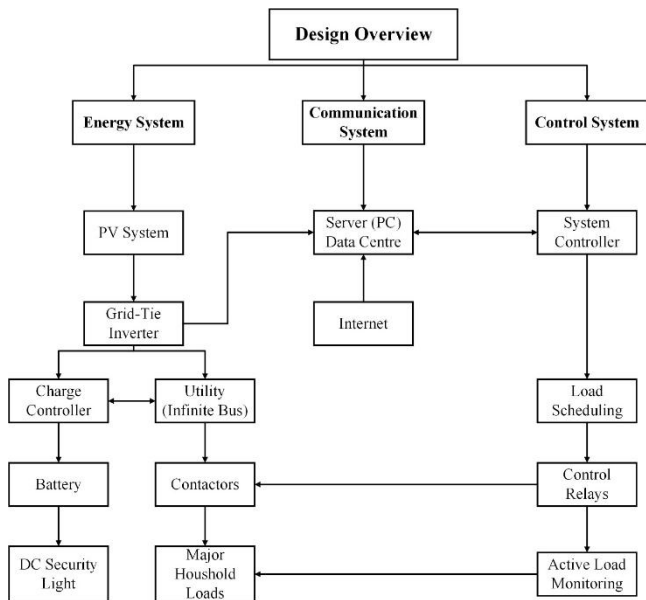 Design Overview
Energy System
Communication
System
Control System
PV System
Server (PC)
Data Centre
System
Controller
Grid-Tie
Inverter
Internet
Charge
Controller
Utility
(Infinite Bus)
Load
Scheduling
Battery
Contactors
Control
Relays
DC Security
Light
Major
Houshold
Loads
Active Load
Monitoring